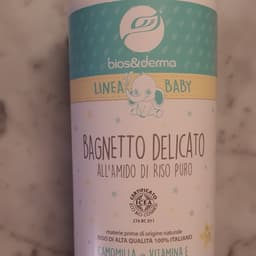 bios&derma
LINEA BABY
BAGNETTO DELICATO
ALL'AMIDO DI RISO PURO
CERTIFICATO
materie prime di origine naturale
RISO DI ALTA QUALITÀ 100% ITALIANO
CAMOMILLA VITAMINA E